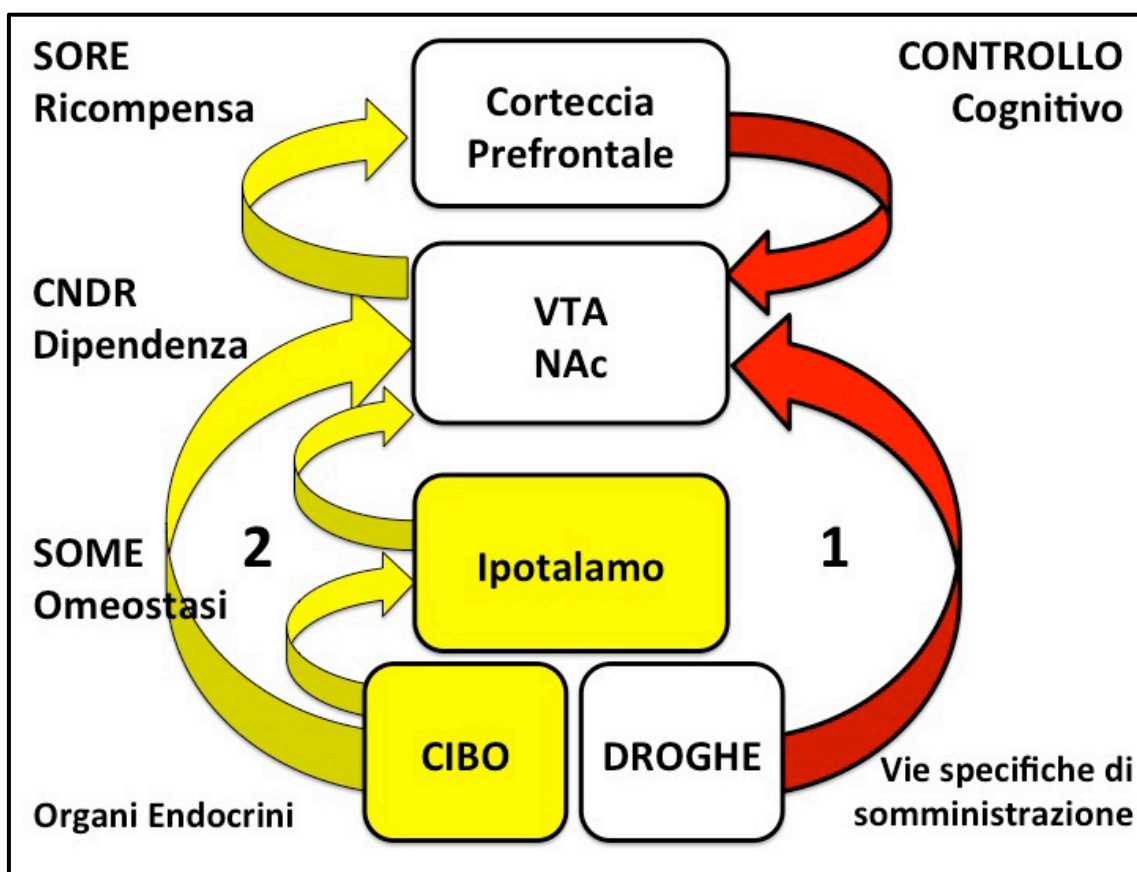 SORE
Ricompensa
Corteccia
Prefrontale
CONTROLLO
Cognitivo
CNDR
Dipendenza
VTA
NAc
SOME
Omeostasi
2
Ipotalamo
1
CIBO
DROGHE
Organi Endocrini
Vie specifiche di
somministrazione